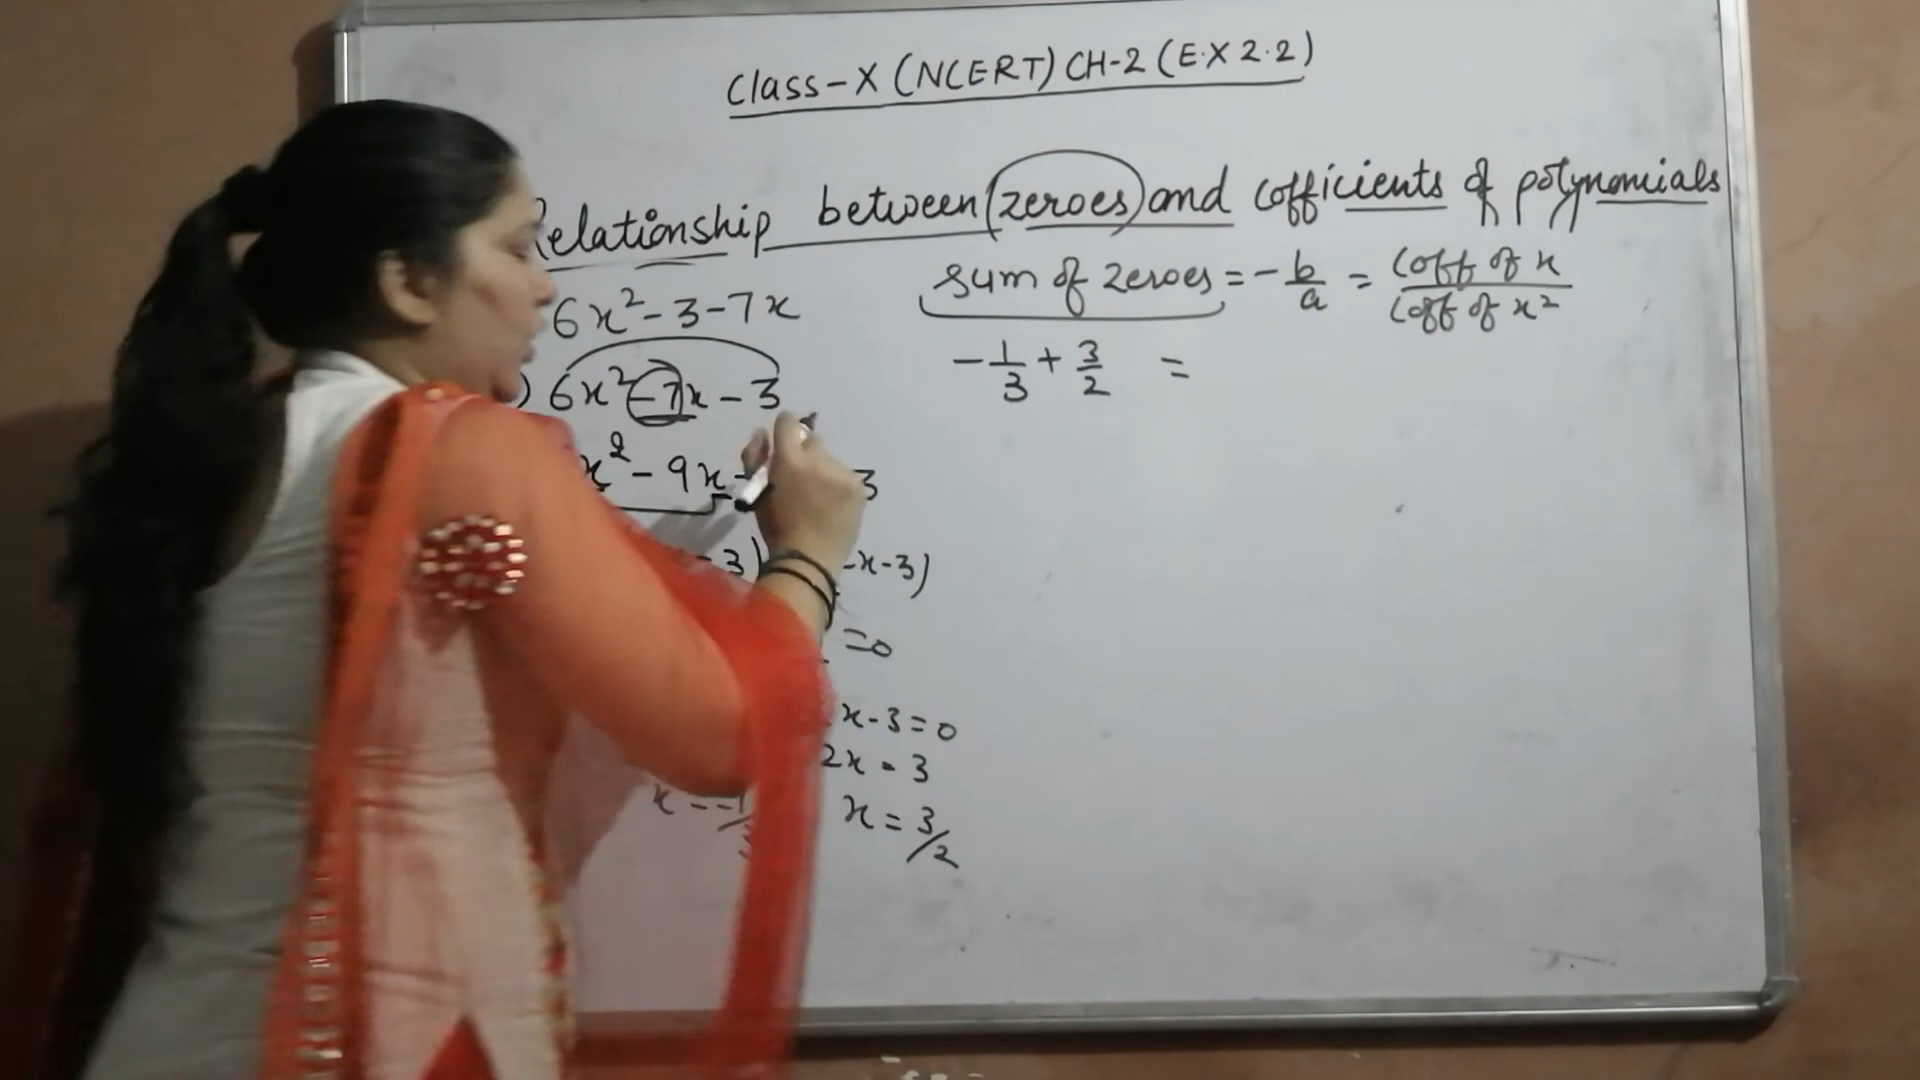 Class-X (NCERT) CH-2 (E.X 2.2)
Relationship between (zeroes) and cofficients of polynomials
6x² - 3 - 7x
sum of zeroes = - b/a = Coff of x / Coff of x²
) 6x² - 7x - 3
- 1/3 + 3/2 =
x² - 9x 3
-3) -x-3)
=0
x-3=0
2x = 3
x = -1/
x = 3/2